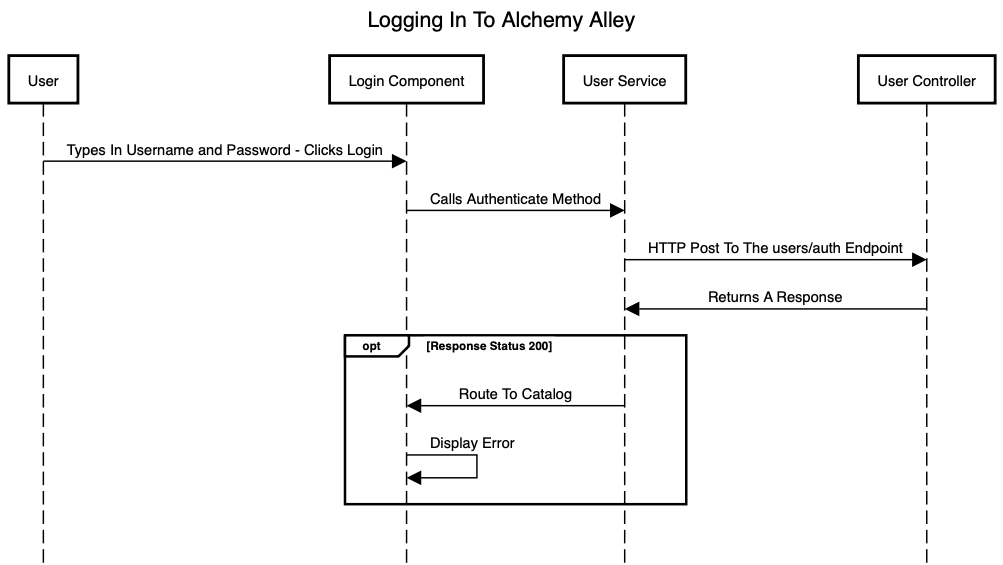 Logging In To Alchemy Alley
User
Login Component
User Service
User Controller
Types In Username and Password - Clicks Login
Calls Authenticate Method
HTTP Post To The users/auth Endpoint
Returns A Response
opt
[Response Status 200]
Route To Catalog
Display Error